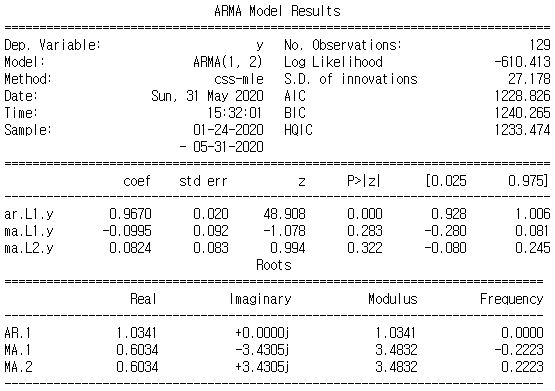 ARMA Model Results
==============================================================================
Dep. Variable:                      y   No. Observations:                  129
Model:                     ARMA(1, 2)   Log Likelihood                -610.413
Method:                       css-mle   S.D. of innovations             27.178
Date:                Sun, 31 May 2020   AIC                           1228.826
Time:                        15:32:01   BIC                           1240.265
Sample:                    01-24-2020   HQIC                          1233.474
- 05-31-2020
==============================================================================
coef    std err          z      P>|z|      [0.025      0.975]
------------------------------------------------------------------------------
ar.L1.y        0.9670      0.020     48.908      0.000       0.928       1.006
ma.L1.y       -0.0995      0.092     -1.078      0.283      -0.280       0.081
ma.L2.y        0.0824      0.083      0.994      0.322      -0.080       0.245
Roots
==============================================================================
Real          Imaginary           Modulus         Frequency
------------------------------------------------------------------------------
AR.1            1.0341           +0.0000j            1.0341            0.0000
MA.1            0.6034           -3.4305j            3.4832           -0.2223
MA.2            0.6034           +3.4305j            3.4832            0.2223
------------------------------------------------------------------------------